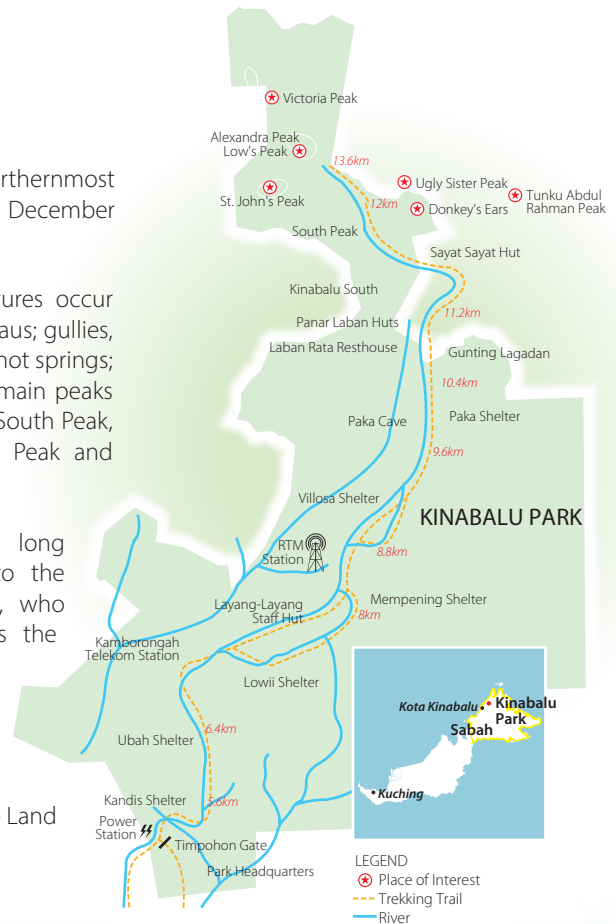 rthernmost
December
tures occur
aus; gullies,
not springs;
main peaks
South Peak,
Peak and
long
to the
, who
s the
Land
Victoria Peak
Alexandra Peak
Low's Peak
13.6km
St. John's Peak
Ugly Sister Peak
Tunku Abdul
Rahman Peak
12km
Donkey's Ears
South Peak
Sayat Sayat Hut
Kinabalu South
11.2km
Panar Laban Huts
Laban Rata Resthouse
Gunting Lagadan
10.4km
Paka Cave
Paka Shelter
9.6km
Villosa Shelter
KINABALU PARK
RTM
Station
8.8km
Layang-Layang
Staff Hut
Mempening Shelter
8km
Kamborongah
Telekom Station
Lowii Shelter
6.4km
Ubah Shelter
Kandis Shelter
5.6km
Power
Station
Timpohon Gate
Park Headquarters
Kota Kinabalu
Kinabalu
Park
Sabah
Kuching
LEGEND
Place of Interest
Trekking Trail
River